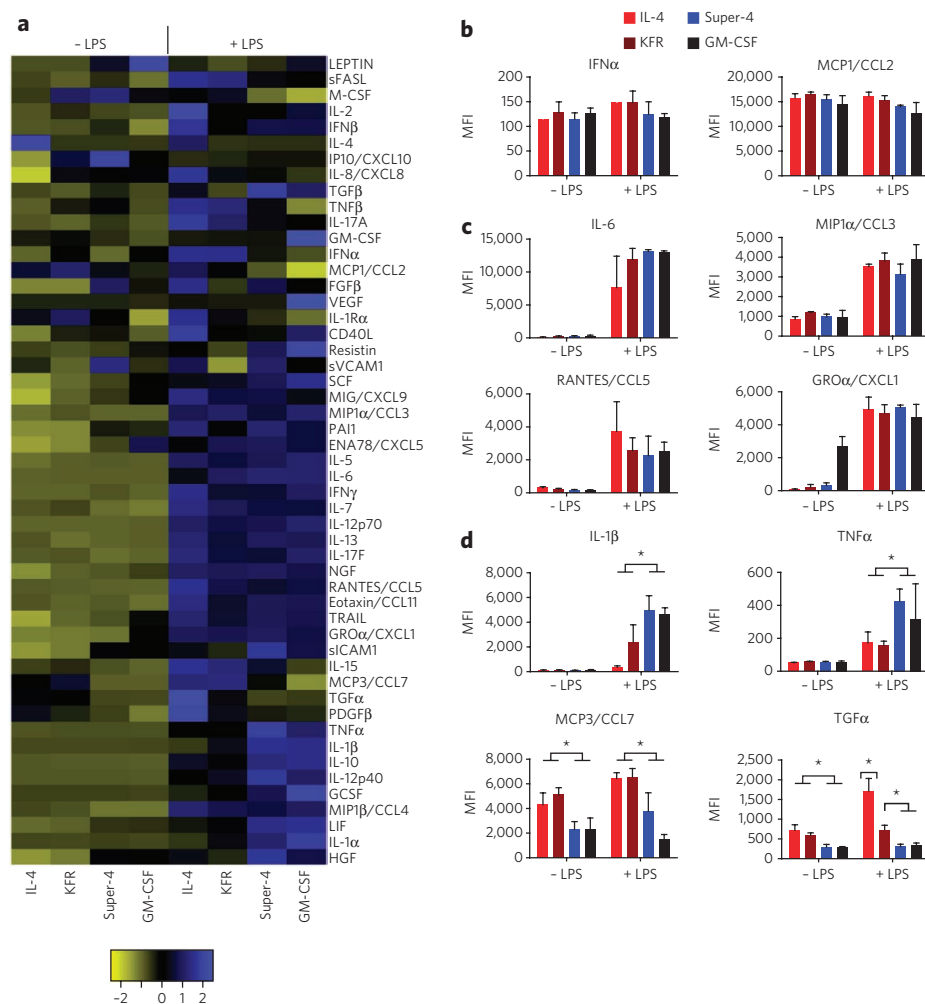 a
– LPS
+ LPS
LEPTIN
sFASL
M-CSF
IL-2
IFNβ
IL-4
IP10/CXCL10
IL-8/CXCL8
TGFβ
TNFβ
IL-17A
GM-CSF
IFNα
MCP1/CCL2
FGFβ
VEGF
IL-1Rα
CD40L
Resistin
sVCAM1
SCF
MIG/CXCL9
MIP1α/CCL3
PAI1
ENA78/CXCL5
IL-5
IL-6
IFNγ
IL-7
IL-12p70
IL-13
IL-17F
NGF
RANTES/CCL5
Eotaxin/CCL11
TRAIL
GROα/CXCL1
sICAM1
IL-15
MCP3/CCL7
TGFα
PDGFβ
TNFα
IL-1β
IL-10
IL-12p40
GCSF
MIP1β/CCL4
LIF
IL-1α
HGF
IL-4 KFR Super-4 GM-CSF IL-4 KFR Super-4 GM-CSF
–2 0 1 2
b
IL-4 Super-4
KFR GM-CSF
IFNα
MFI
200
150
100
50
0
– LPS + LPS
MCP1/CCL2
MFI
20,000
15,000
10,000
5,000
0
– LPS + LPS
c
IL-6
MFI
15,000
10,000
5,000
0
– LPS + LPS
MIP1α/CCL3
MFI
5,000
4,000
3,000
2,000
1,000
0
– LPS + LPS
RANTES/CCL5
MFI
6,000
4,000
2,000
0
– LPS + LPS
GROα/CXCL1
MFI
6,000
4,000
2,000
0
– LPS + LPS
d
IL-1β
*
MFI
8,000
6,000
4,000
2,000
0
– LPS + LPS
TNFα
*
MFI
600
400
200
0
– LPS + LPS
MCP3/CCL7
* *
MFI
8,000
6,000
4,000
2,000
0
– LPS + LPS
TGFα
* * *
MFI
2,000
1,500
1,000
500
0
– LPS + LPS